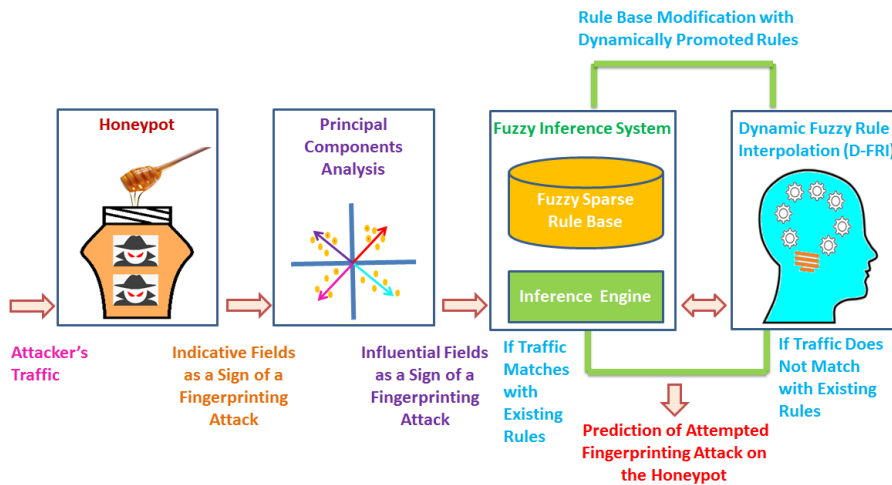 Rule Base Modification with
Dynamically Promoted Rules
Honeypot
Principal
Components
Analysis
Fuzzy Inference System
Fuzzy Sparse
Rule Base
Inference Engine
Dynamic Fuzzy Rule
Interpolation (D-FRI)
Attacker's
Traffic
Indicative Fields
as a Sign of a
Fingerprinting
Attack
Influential Fields
as a Sign of a
Fingerprinting
Attack
If Traffic
Matches
with
Existing
Rules
If Traffic Does
Not Match
with Existing
Rules
Prediction of Attempted
Fingerprinting Attack on
the Honeypot